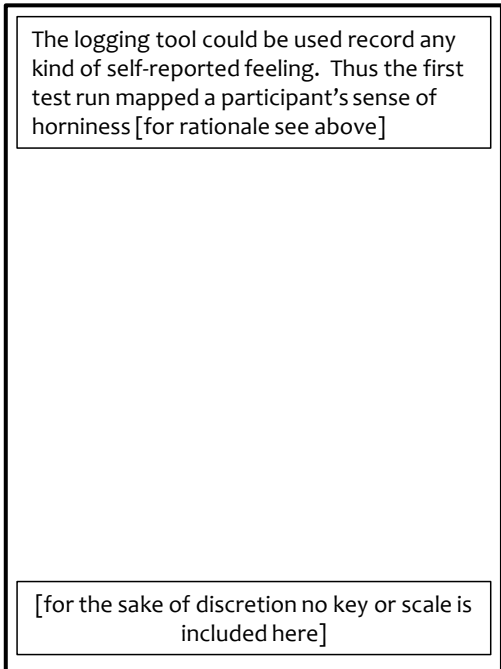 The logging tool could be used record any
kind of self-reported feeling.  Thus the first
test run mapped a participant’s sense of
horniness [for rationale see above]
[for the sake of discretion no key or scale is
included here]